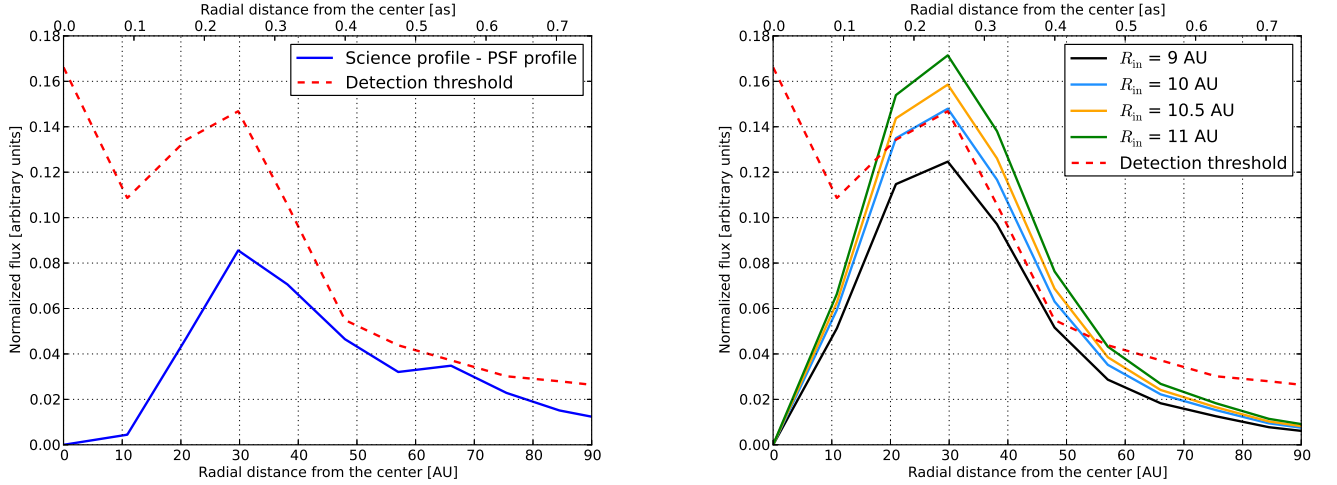 Radial distance from the center [as]
0.0 0.1 0.2 0.3 0.4 0.5 0.6 0.7
0.18
0.16
0.14
0.12
0.10
0.08
0.06
0.04
0.02
0.00
Normalized flux [arbitrary units]
Science profile - PSF profile
Detection threshold
0 10 20 30 40 50 60 70 80 90
Radial distance from the center [AU]
Radial distance from the center [as]
0.0 0.1 0.2 0.3 0.4 0.5 0.6 0.7
0.18
0.16
0.14
0.12
0.10
0.08
0.06
0.04
0.02
0.00
Normalized flux [arbitrary units]
R_in = 9 AU
R_in = 10 AU
R_in = 10.5 AU
R_in = 11 AU
Detection threshold
0 10 20 30 40 50 60 70 80 90
Radial distance from the center [AU]